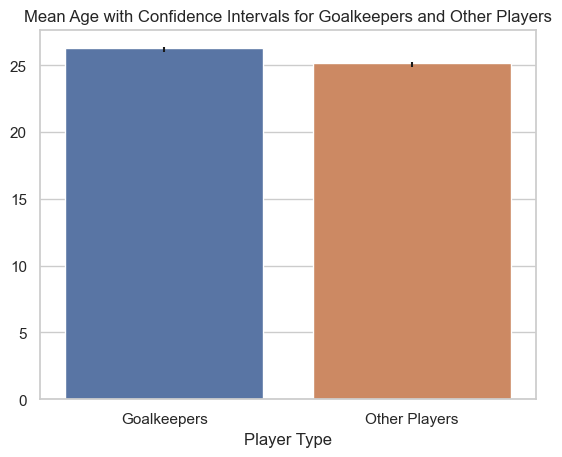 Mean Age with Confidence Intervals for Goalkeepers and Other Players
25
20
15
10
5
0
Goalkeepers Other Players
Player Type